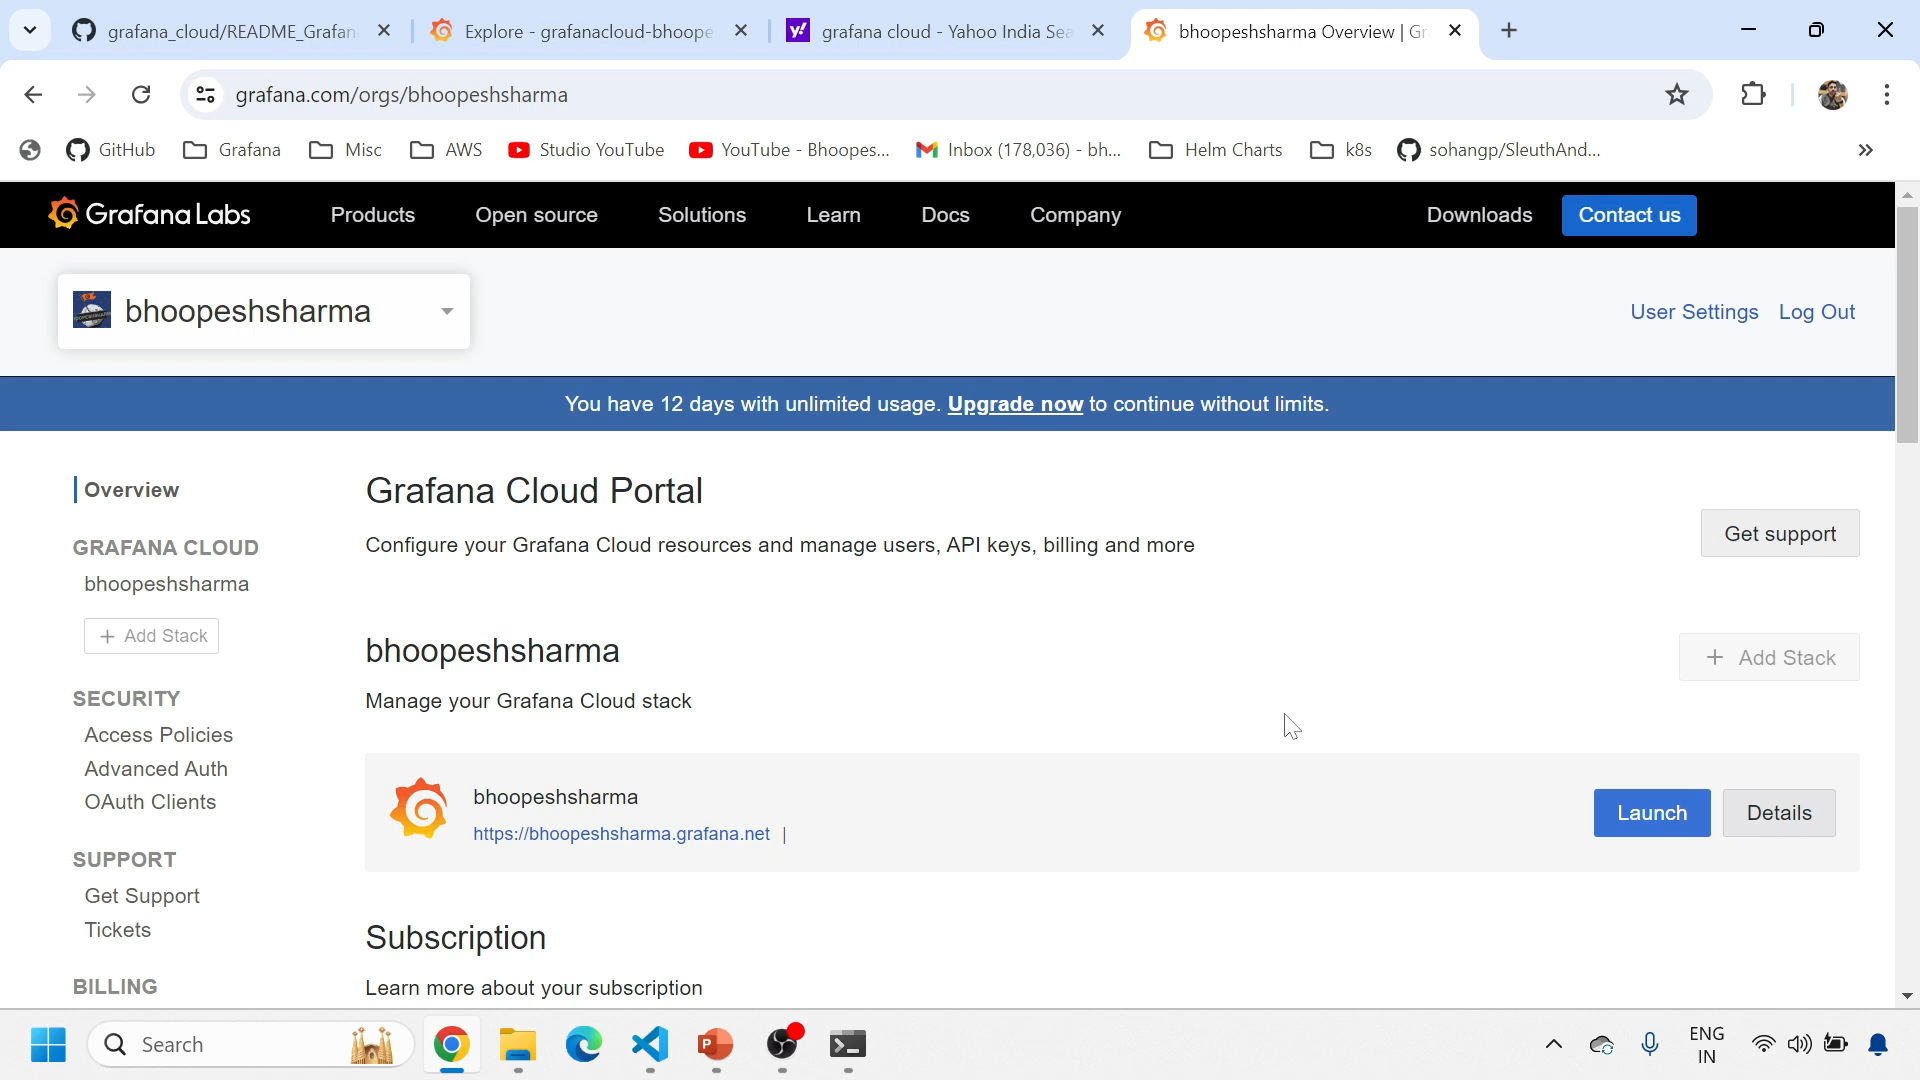 grafana_cloud/README_Grafan
Explore - grafanacloud-bhoope
grafana cloud - Yahoo India Sea
bhoopeshsharma Overview | Gr
grafana.com/orgs/bhoopeshsharma
GitHub
Grafana
Misc
AWS
Studio YouTube
YouTube - Bhoopes...
Inbox (178,036) - bh...
Helm Charts
k8s
sohangp/SleuthAnd...
Grafana Labs
Products
Open source
Solutions
Learn
Docs
Company
Downloads
Contact us
bhoopeshsharma
User Settings
Log Out
You have 12 days with unlimited usage. Upgrade now to continue without limits.
Overview
GRAFANA CLOUD
bhoopeshsharma
+ Add Stack
SECURITY
Access Policies
Advanced Auth
OAuth Clients
SUPPORT
Get Support
Tickets
BILLING
Grafana Cloud Portal
Configure your Grafana Cloud resources and manage users, API keys, billing and more
Get support
bhoopeshsharma
Manage your Grafana Cloud stack
+ Add Stack
bhoopeshsharma
https://bhoopeshsharma.grafana.net |
Launch
Details
Subscription
Learn more about your subscription
Search
ENG
IN